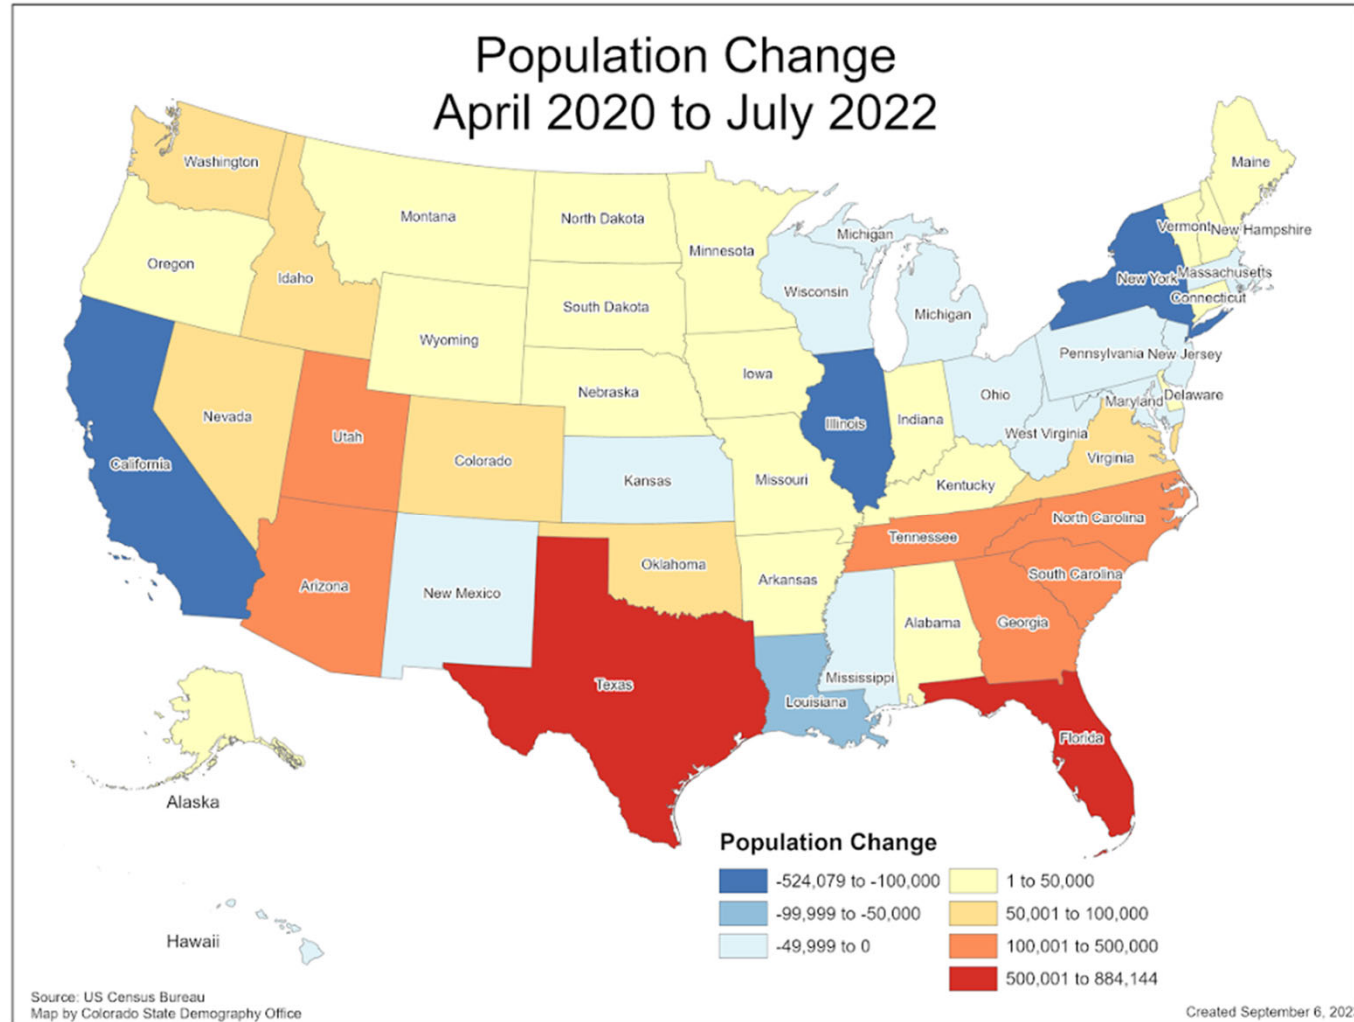 Population Change
April 2020 to July 2022
Washington
Montana
North Dakota
Minnesota
Michigan
Maine
Vermont
New Hampshire
Oregon
Idaho
Wisconsin
Michigan
New York
Massachusetts
Connecticut
Wyoming
South Dakota
Nebraska
Iowa
Pennsylvania
New Jersey
Nevada
Utah
Colorado
Illinois
Indiana
Ohio
Maryland
Delaware
West Virginia
Virginia
California
Kansas
Missouri
Kentucky
Arizona
New Mexico
Oklahoma
Arkansas
Tennessee
North Carolina
South Carolina
Texas
Louisiana
Mississippi
Alabama
Georgia
Florida
Alaska
Hawaii
Population Change
-524,079 to -100,000
-99,999 to -50,000
-49,999 to 0
1 to 50,000
50,001 to 100,000
100,001 to 500,000
500,001 to 884,144
Source: US Census Bureau
Map by Colorado State Demography Office
Created September 6,